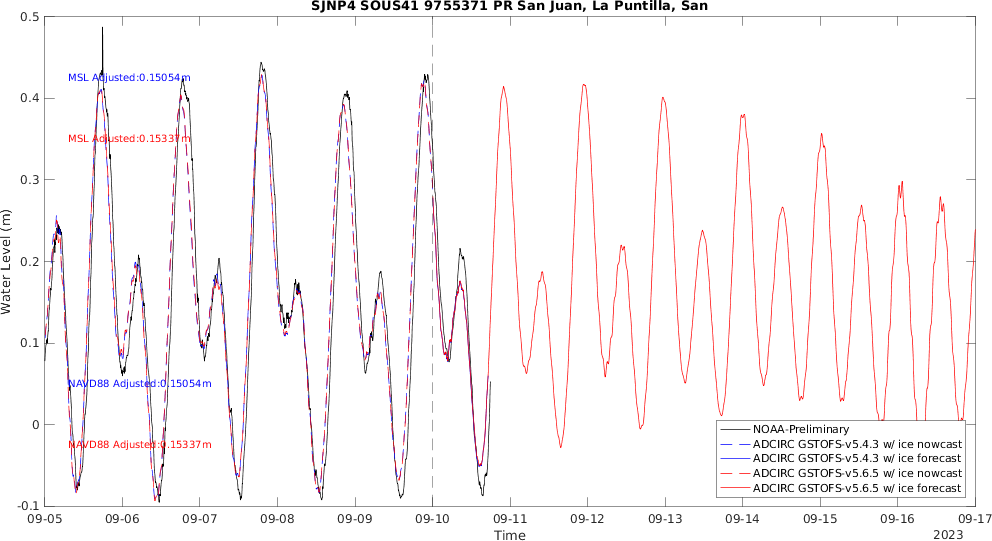 SJNP4 SOUS41 9755371 PR San Juan, La Puntilla, San
Water Level (m)
0.5
0.4
0.3
0.2
0.1
0
-0.1
MSL Adjusted:0.15054m
MSL Adjusted:0.15337m
NAVD88 Adjusted:0.15054m
NAVD88 Adjusted:0.15337m
NOAA-Preliminary
ADCIRC GSTOFS-v5.4.3 w/ ice nowcast
ADCIRC GSTOFS-v5.4.3 w/ ice forecast
ADCIRC GSTOFS-v5.6.5 w/ ice nowcast
ADCIRC GSTOFS-v5.6.5 w/ ice forecast
09-05 09-06 09-07 09-08 09-09 09-10 09-11 09-12 09-13 09-14 09-15 09-16 09-17
Time
2023